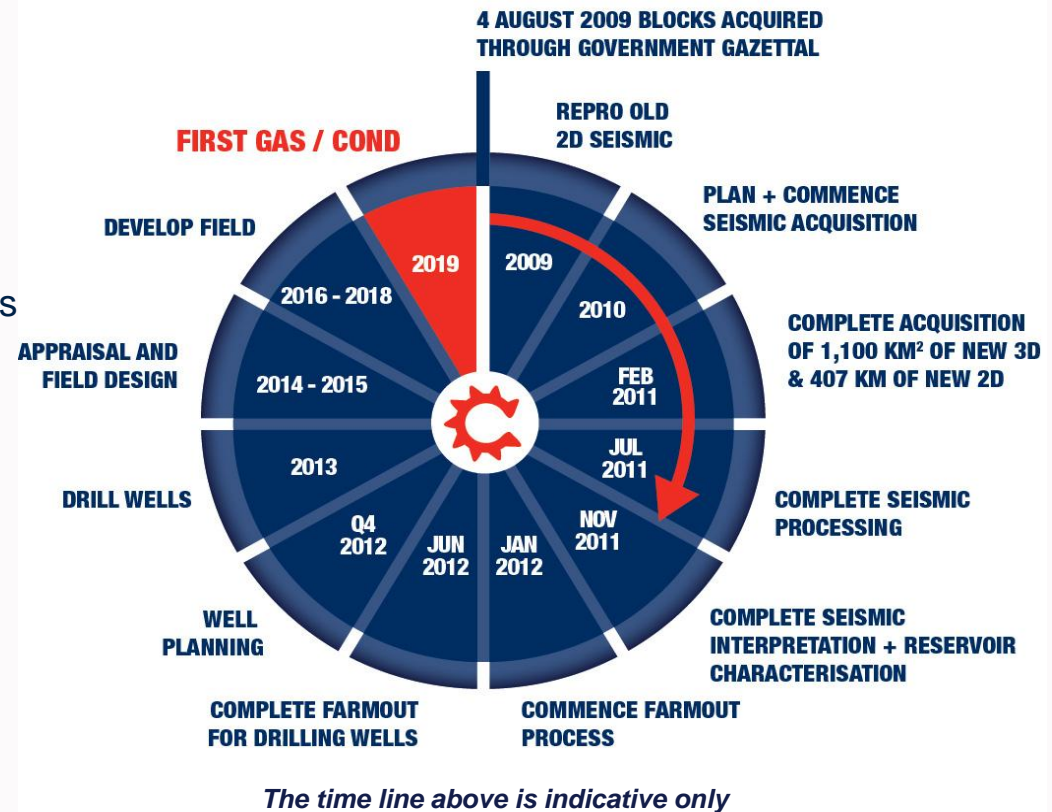 4 AUGUST 2009 BLOCKS ACQUIRED
THROUGH GOVERNMENT GAZETTAL
REPRO OLD
2D SEISMIC
PLAN + COMMENCE
SEISMIC ACQUISITION
COMPLETE ACQUISITION
OF 1,100 KM² OF NEW 3D
& 407 KM OF NEW 2D
COMPLETE SEISMIC
PROCESSING
COMPLETE SEISMIC
INTERPRETATION + RESERVOIR
CHARACTERISATION
COMMENCE FARMOUT
PROCESS
COMPLETE FARMOUT
FOR DRILLING WELLS
WELL
PLANNING
DRILL WELLS
APPRAISAL AND
FIELD DESIGN
s
DEVELOP FIELD
FIRST GAS / COND
2009
2010
FEB
2011
JUL
2011
NOV
2011
JAN
2012
JUN
2012
Q4
2012
2013
2014 - 2015
2016 - 2018
2019
The time line above is indicative only